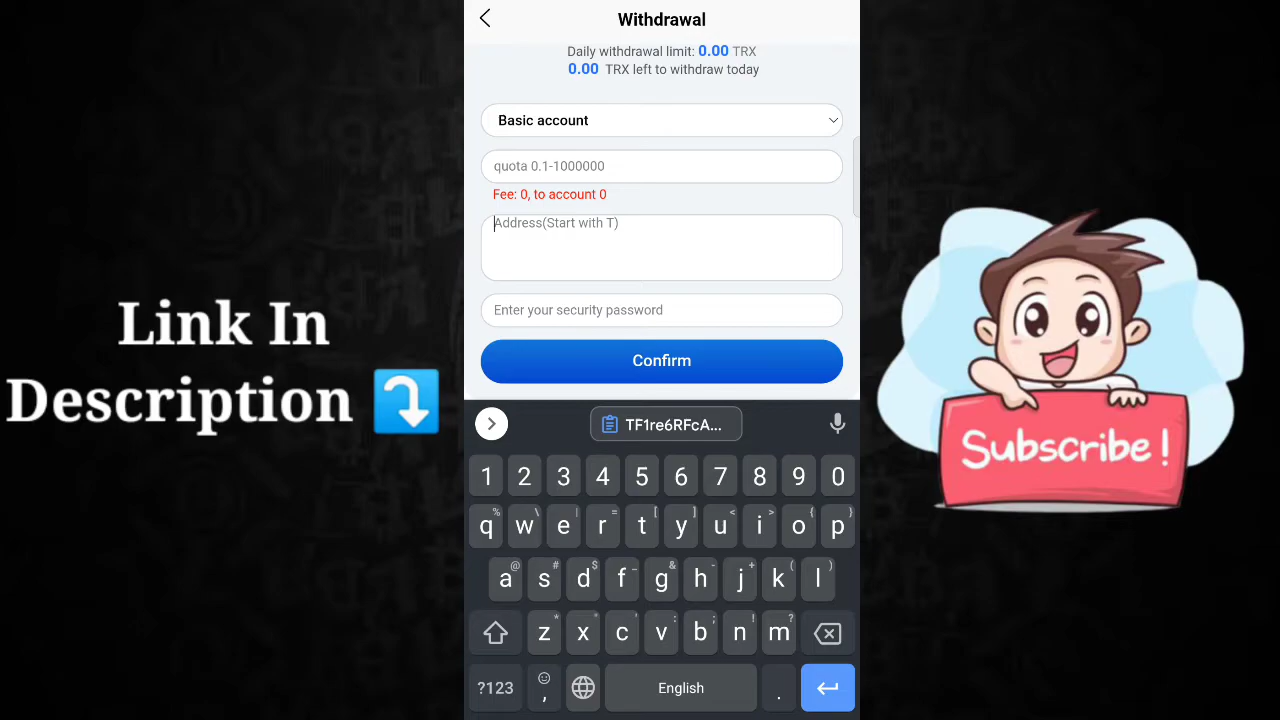 Withdrawal
Daily withdrawal limit: 0.00 TRX
0.00 TRX left to withdraw today
Basic account
quota 0.1-1000000
Fee: 0, to account 0
Address(Start with T)
Enter your security password
Confirm
Link In
Description ⤵
Subscribe !
TF1re6RFcA...
1 2 3 4 5 6 7 8 9 0
% \ | = [ ] < > { }
q w e r t y u i o p
@ # $ _ & - + ( )
a s d f g h j k l
* " ' : ; ! ?
z x c v b n m
?123 , English .